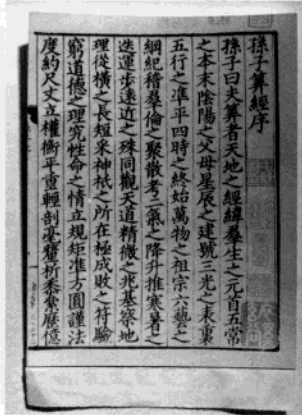 孫子算經序
孫子曰夫算者天地之經緯羣生之元首五常
之本末陰陽之父母星辰之建號三光之表裏
五行之準平四時之終始萬物之祖宗六藝之
綱紀稽羣倫之聚散考二氣之降升推寒暑之
迭運步遠近之殊同觀天道精微之兆基察地
理從橫之長短采神祇之所在極成敗之符驗
窮道德之理究性命之情立規矩準方圓謹法
度約尺丈立權衡平重輕剖毫釐析黍絫歷億